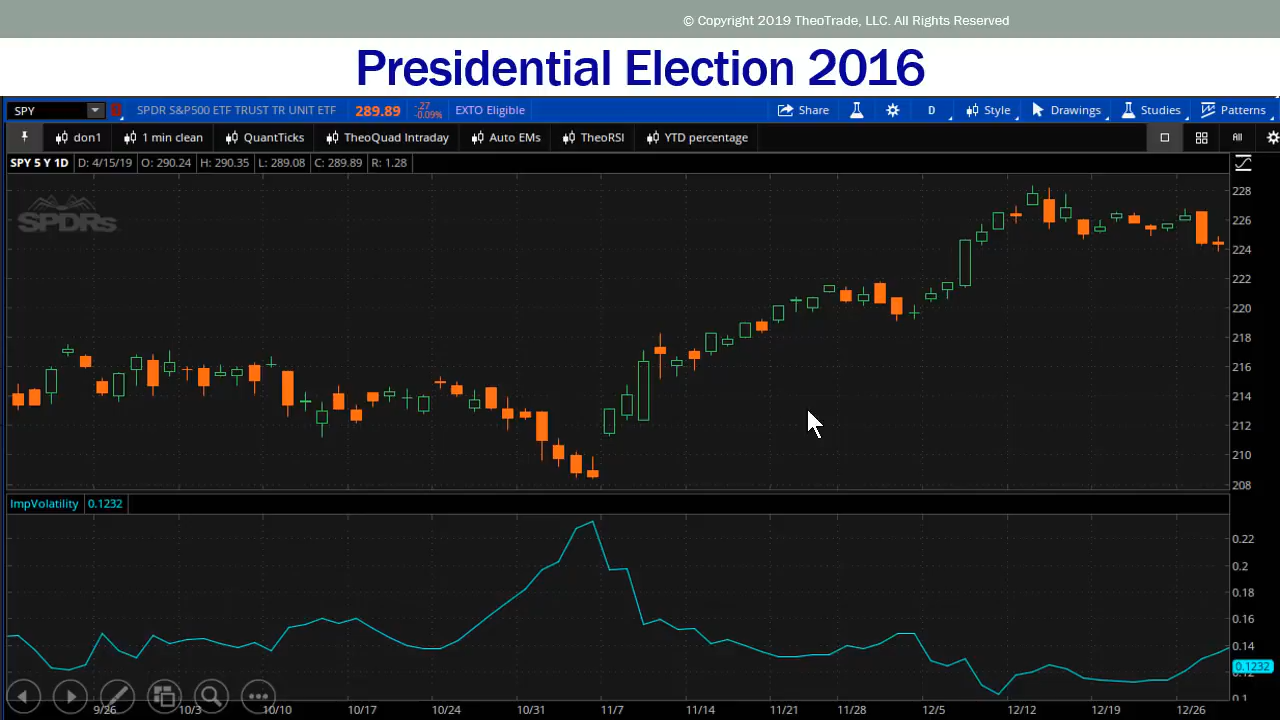 © Copyright 2019 TheoTrade, LLC. All Rights Reserved
Presidential Election 2016
SPY SPDR S&P500 ETF TRUST TR UNIT ETF 289.89 -.27 -0.09% EXTO Eligible Share D Style Drawings Studies Patterns
don1 1 min clean QuantTicks TheoQuad Intraday Auto EMs TheoRSI YTD percentage All
SPY 5 Y 1D D: 4/15/19 O: 290.24 H: 290.35 L: 289.08 C: 289.89 R: 1.28
SPDRs
228
226
224
222
220
218
216
214
212
210
208
ImpVolatility 0.1232
0.22
0.2
0.18
0.16
0.14
0.1232
0.12
0.1
9/26 10/3 10/10 10/17 10/24 10/31 11/7 11/14 11/21 11/28 12/5 12/12 12/19 12/26